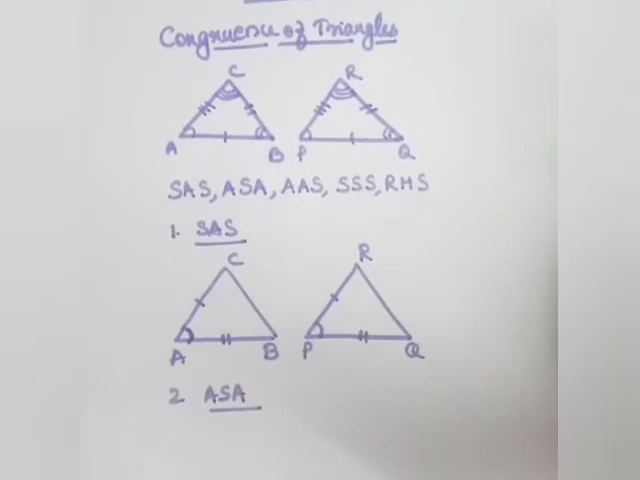 Congruence of Triangles
C R
A B P Q
SAS, ASA, AAS, SSS, RHS
1. SAS
C R
A B P Q
2. ASA